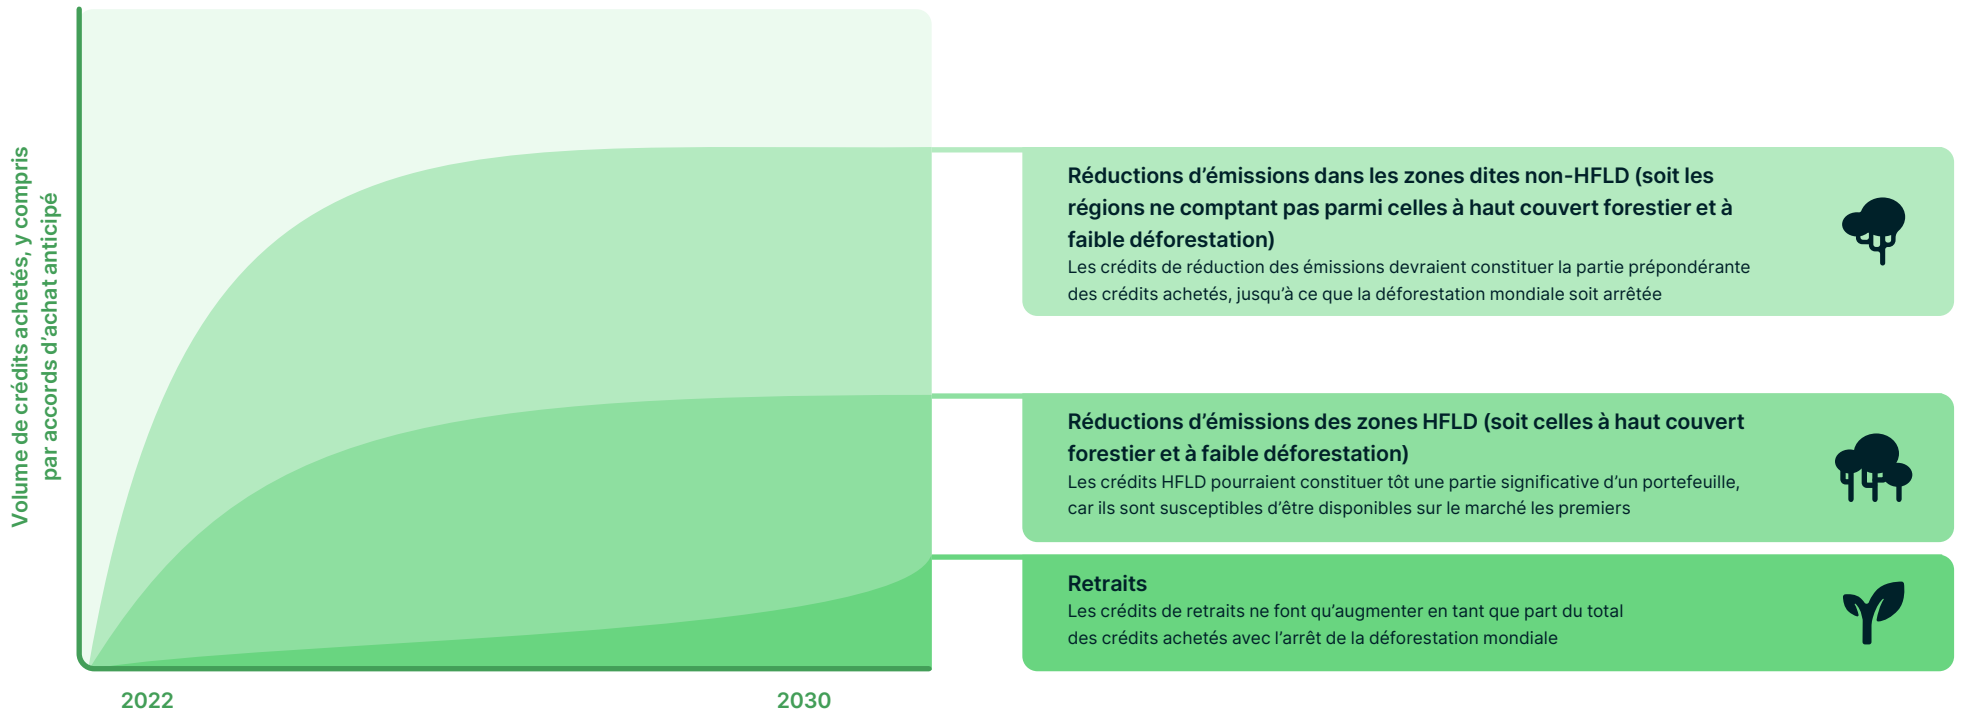 Volume de crédits achetés, y compris
par accords d’achat anticipé
Réductions d’émissions dans les zones dites non-HFLD (soit les
régions ne comptant pas parmi celles à haut couvert forestier et à
faible déforestation)
Les crédits de réduction des émissions devraient constituer la partie prépondérante
des crédits achetés, jusqu’à ce que la déforestation mondiale soit arrêtée
Réductions d’émissions des zones HFLD (soit celles à haut couvert
forestier et à faible déforestation)
Les crédits HFLD pourraient constituer tôt une partie significative d’un portefeuille,
car ils sont susceptibles d’être disponibles sur le marché les premiers
Retraits
Les crédits de retraits ne font qu’augmenter en tant que part du total
des crédits achetés avec l’arrêt de la déforestation mondiale
2022
2030